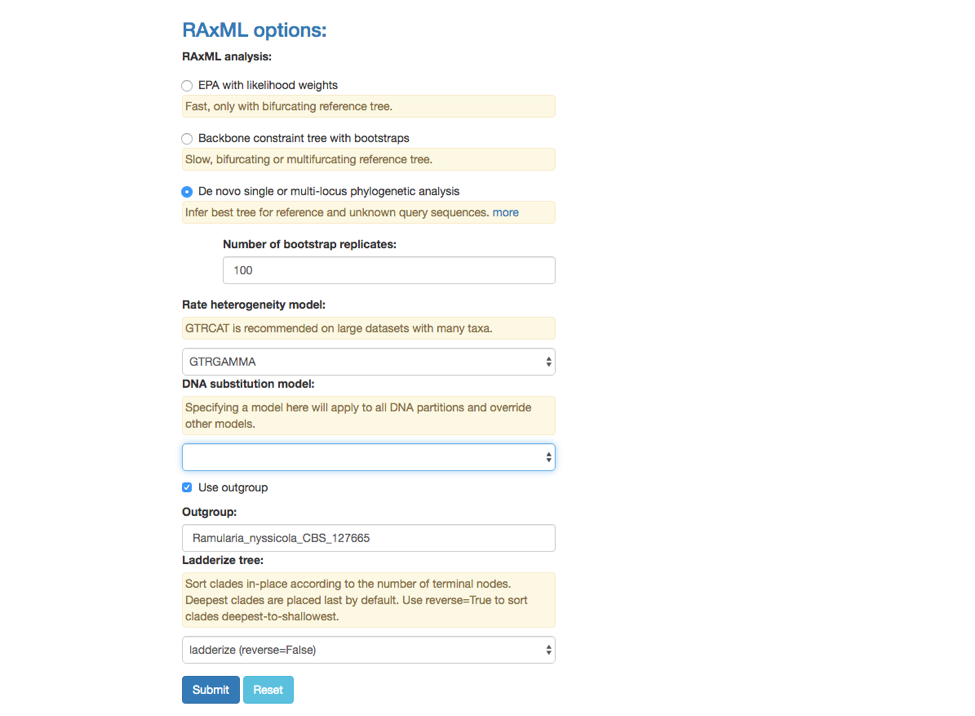 RAxML options:
RAxML analysis:
EPA with likelihood weights
Fast, only with bifurcating reference tree.
Backbone constraint tree with bootstraps
Slow, bifurcating or multifurcating reference tree.
De novo single or multi-locus phylogenetic analysis
Infer best tree for reference and unknown query sequences. more
Number of bootstrap replicates:
100
Rate heterogeneity model:
GTRCAT is recommended on large datasets with many taxa.
GTRGAMMA
DNA substitution model:
Specifying a model here will apply to all DNA partitions and override
other models.
Use outgroup
Outgroup:
Ramularia_nyssicola_CBS_127665
Ladderize tree:
Sort clades in-place according to the number of terminal nodes.
Deepest clades are placed last by default. Use reverse=True to sort
clades deepest-to-shallowest.
ladderize (reverse=False)
Submit Reset